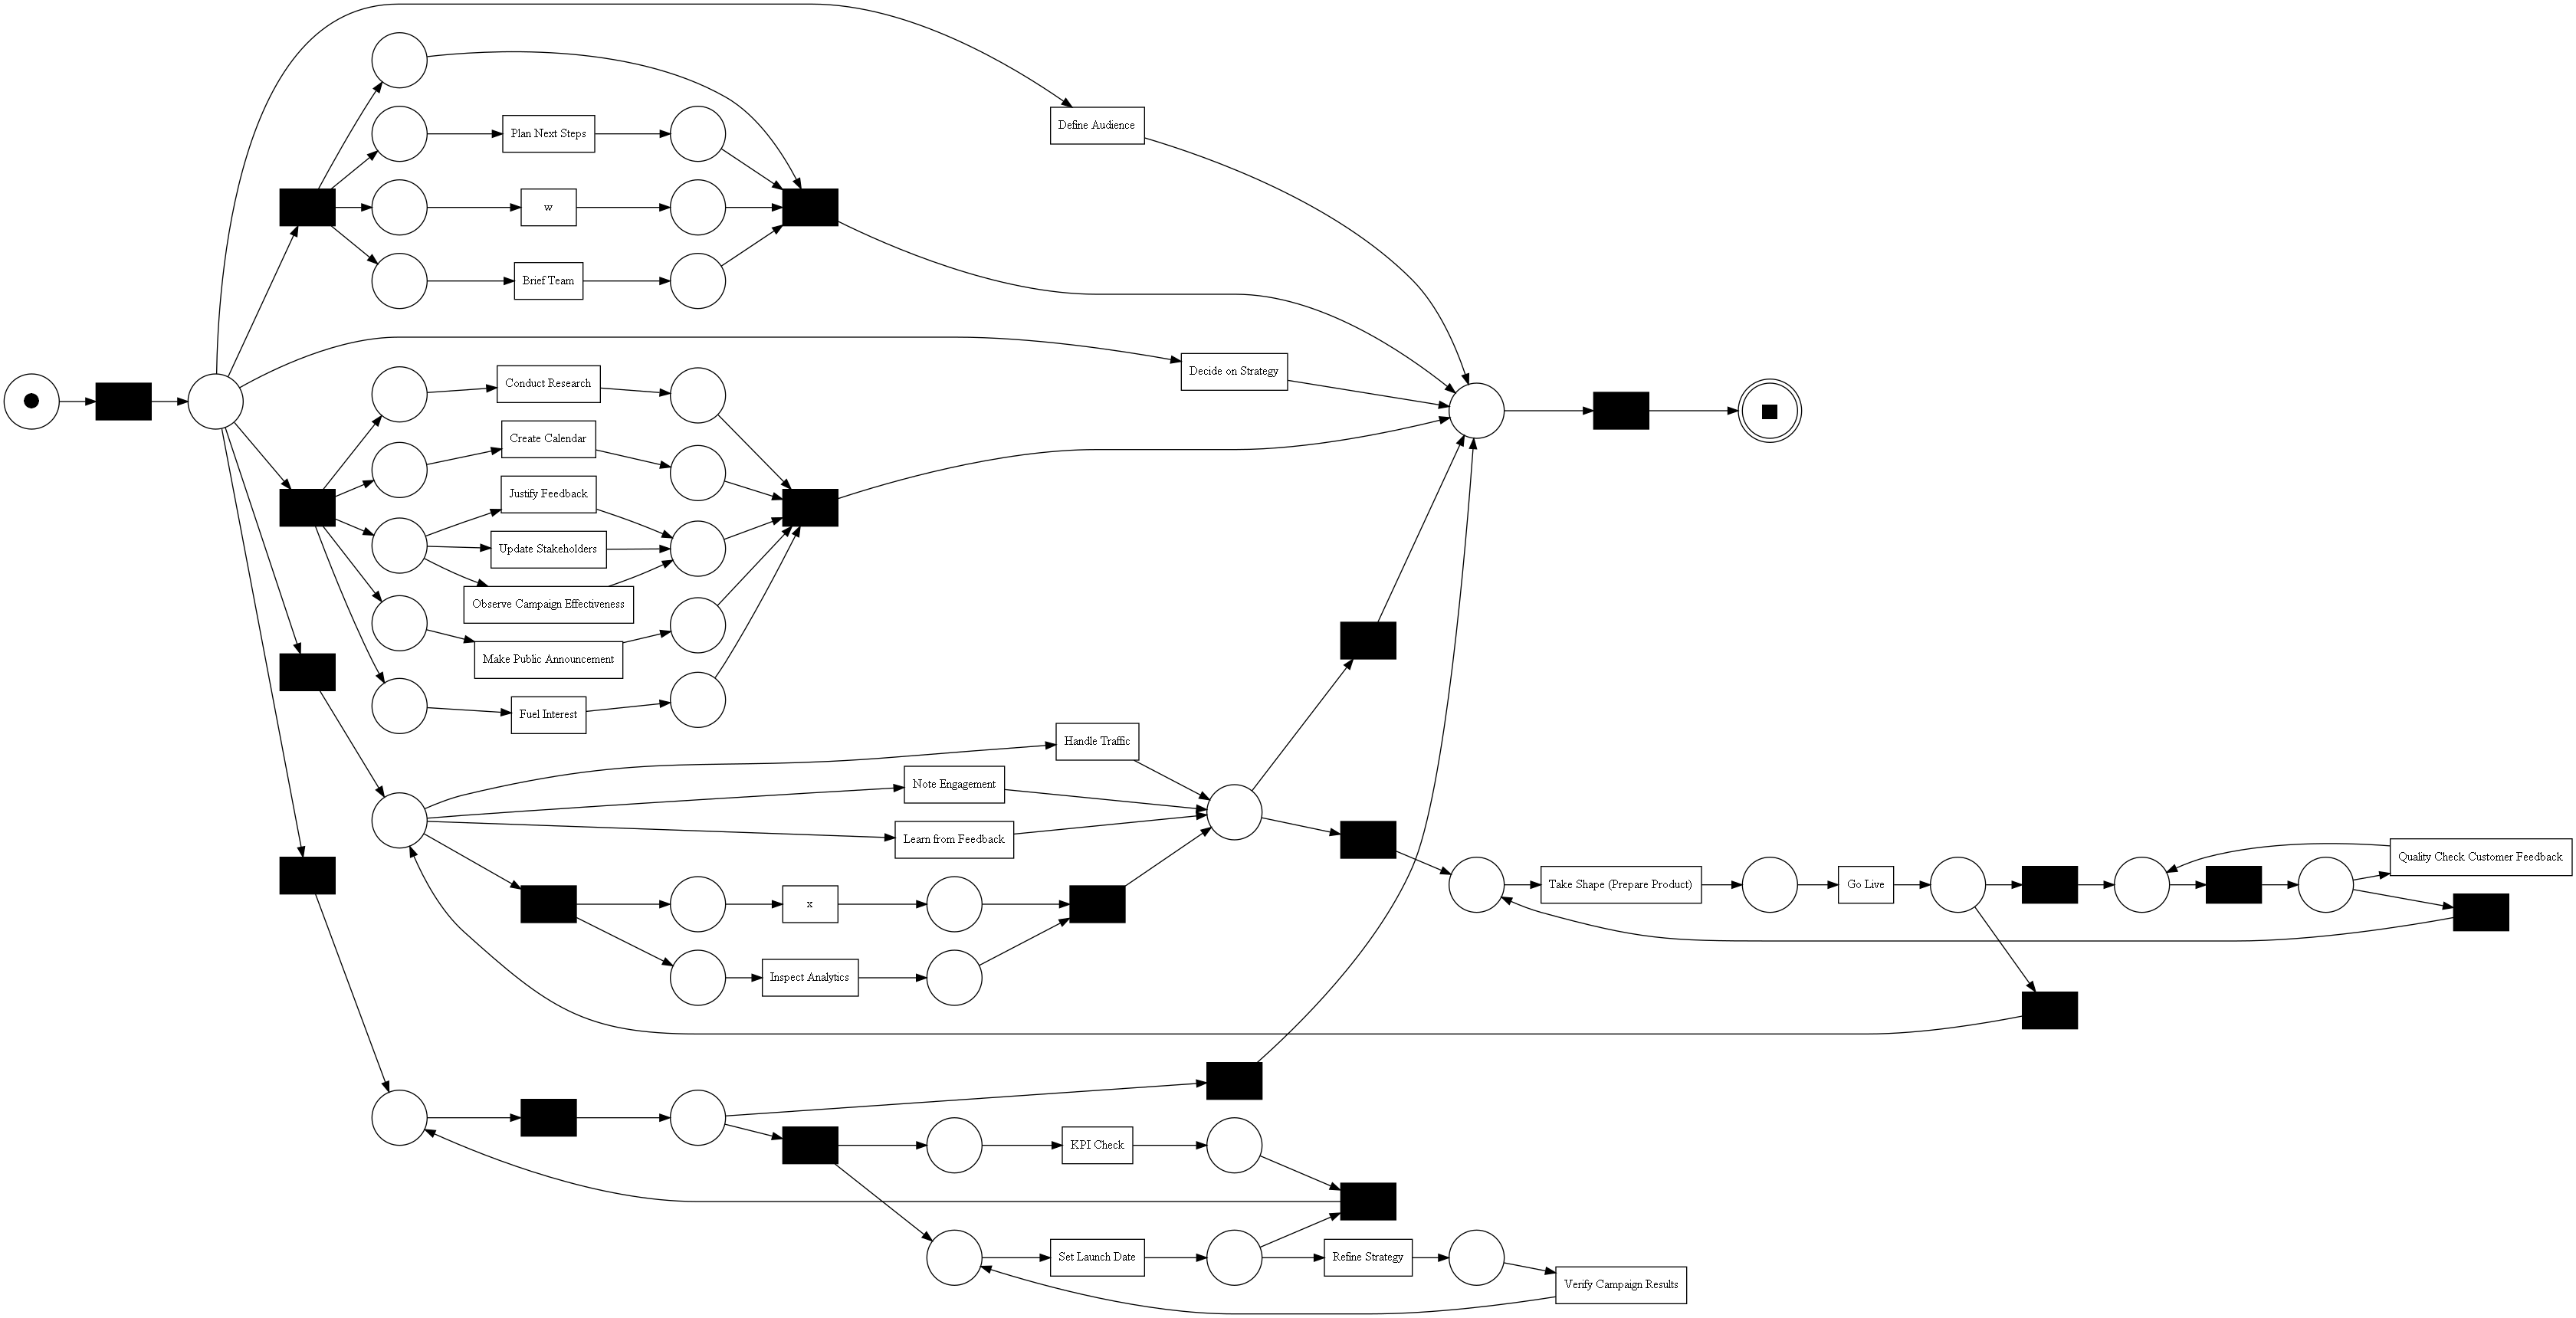 Define Audience
Plan Next Steps
w
Brief Team
Decide on Strategy
Conduct Research
Create Calendar
Justify Feedback
Update Stakeholders
Observe Campaign Effectiveness
Make Public Announcement
Fuel Interest
Handle Traffic
Note Engagement
Learn from Feedback
x
Inspect Analytics
Take Shape (Prepare Product)
Go Live
Quality Check Customer Feedback
KPI Check
Set Launch Date
Refine Strategy
Verify Campaign Results